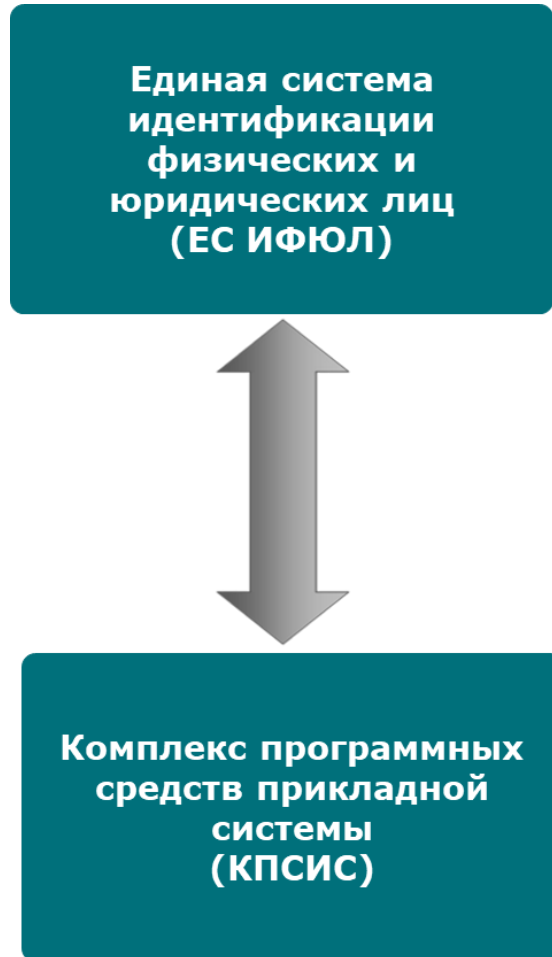 Единая система
идентификации
физических и
юридических лиц
(ЕС ИФЮЛ)
Комплекс программных
средств прикладной
системы
(КПСИС)